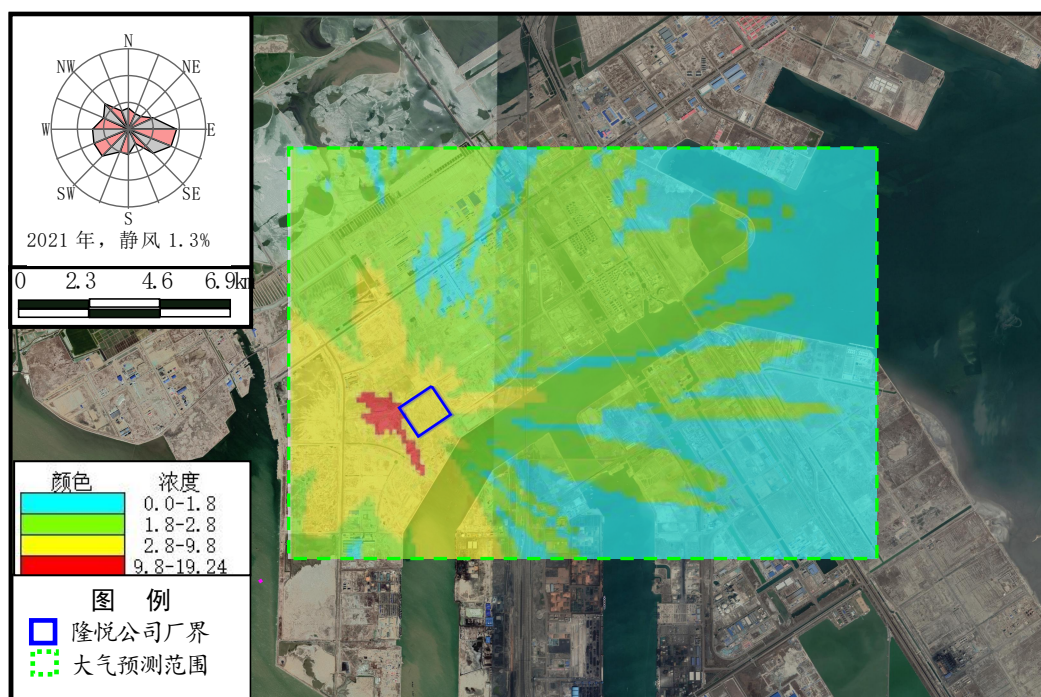 N
NW
NE
W
E
SW
SE
S
2021 年，静风 1.3%
0 2.3 4.6 6.9km
颜色 浓度
0.0-1.8
1.8-2.8
2.8-9.8
9.8-19.24
图 例
隆悦公司厂界
大气预测范围